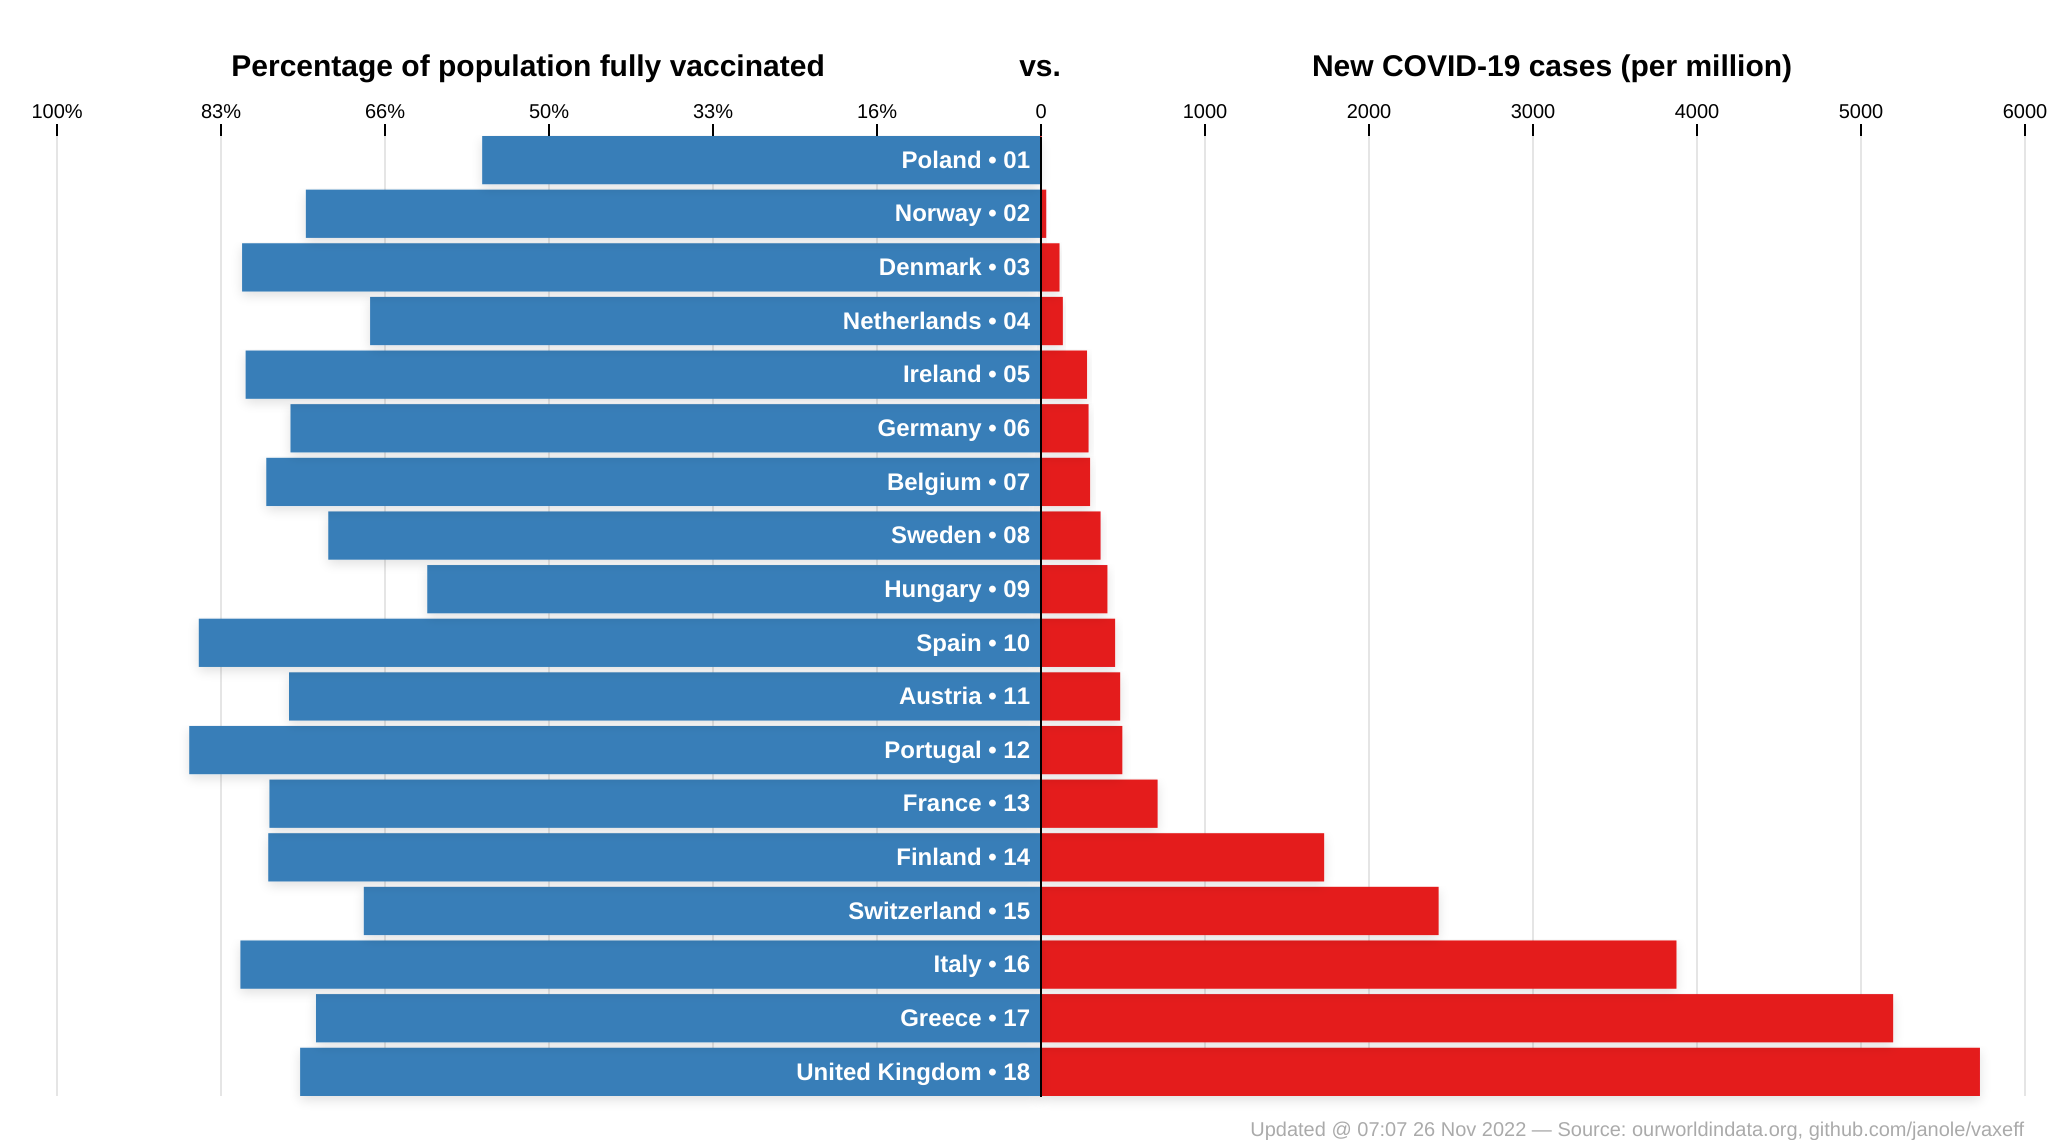 Percentage of population fully vaccinated vs. New COVID-19 cases (per million)
100% 83% 66% 50% 33% 16% 0 1000 2000 3000 4000 5000 6000
Poland • 01
Norway • 02
Denmark • 03
Netherlands • 04
Ireland • 05
Germany • 06
Belgium • 07
Sweden • 08
Hungary • 09
Spain • 10
Austria • 11
Portugal • 12
France • 13
Finland • 14
Switzerland • 15
Italy • 16
Greece • 17
United Kingdom • 18
Updated @ 07:07 26 Nov 2022 — Source: ourworldindata.org, github.com/janole/vaxeff